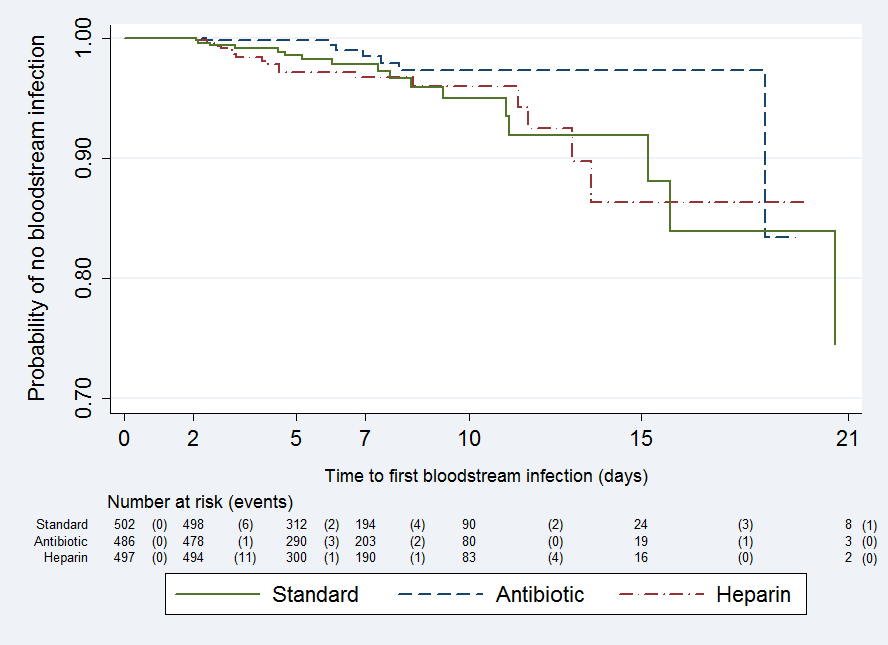 Probability of no bloodstream infection
1.00
0.90
0.80
0.70
0 2 5 7 10 15 21
Time to first bloodstream infection (days)
Number at risk (events)
Standard 502 (0) 498 (6) 312 (2) 194 (4) 90 (2) 24 (3) 8 (1)
Antibiotic 486 (0) 478 (1) 290 (3) 203 (2) 80 (0) 19 (1) 3 (0)
Heparin 497 (0) 494 (11) 300 (1) 190 (1) 83 (4) 16 (0) 2 (0)
Standard Antibiotic Heparin